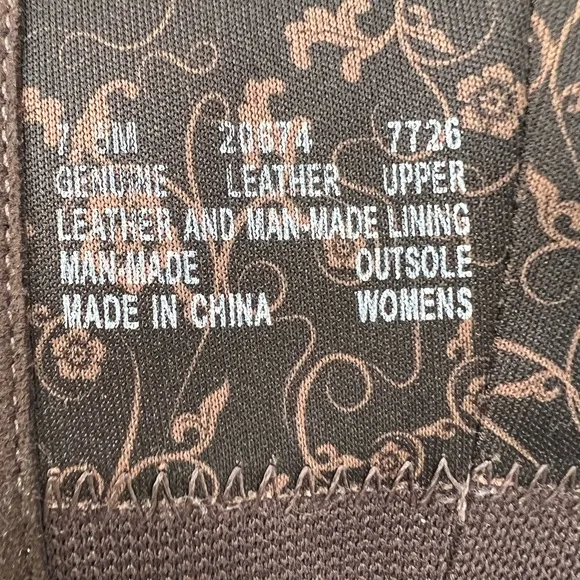 7.5M 20674 7726
GENUINE LEATHER UPPER
LEATHER AND MAN-MADE LINING
MAN-MADE OUTSOLE
MADE IN CHINA WOMENS